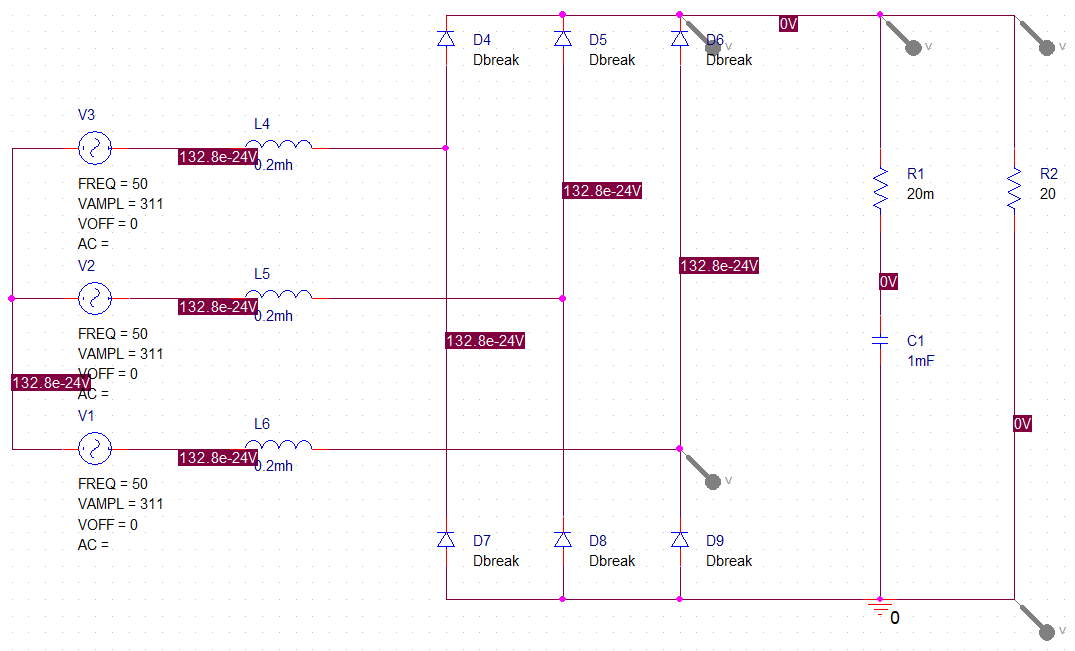 D4
Dbreak
D5
Dbreak
D6
Dbreak
0V
V
V
V
V3
L4
132.8e-24V
0.2mh
FREQ = 50
VAMPL = 311
VOFF = 0
AC =
132.8e-24V
R1
20m
R2
20
V2
L5
132.8e-24V
0.2mh
132.8e-24V
0V
FREQ = 50
VAMPL = 311
VOFF = 0
AC =
132.8e-24V
132.8e-24V
C1
1mF
V1
L6
132.8e-24V
0.2mh
0V
FREQ = 50
VAMPL = 311
VOFF = 0
AC =
V
D7
Dbreak
D8
Dbreak
D9
Dbreak
0
V